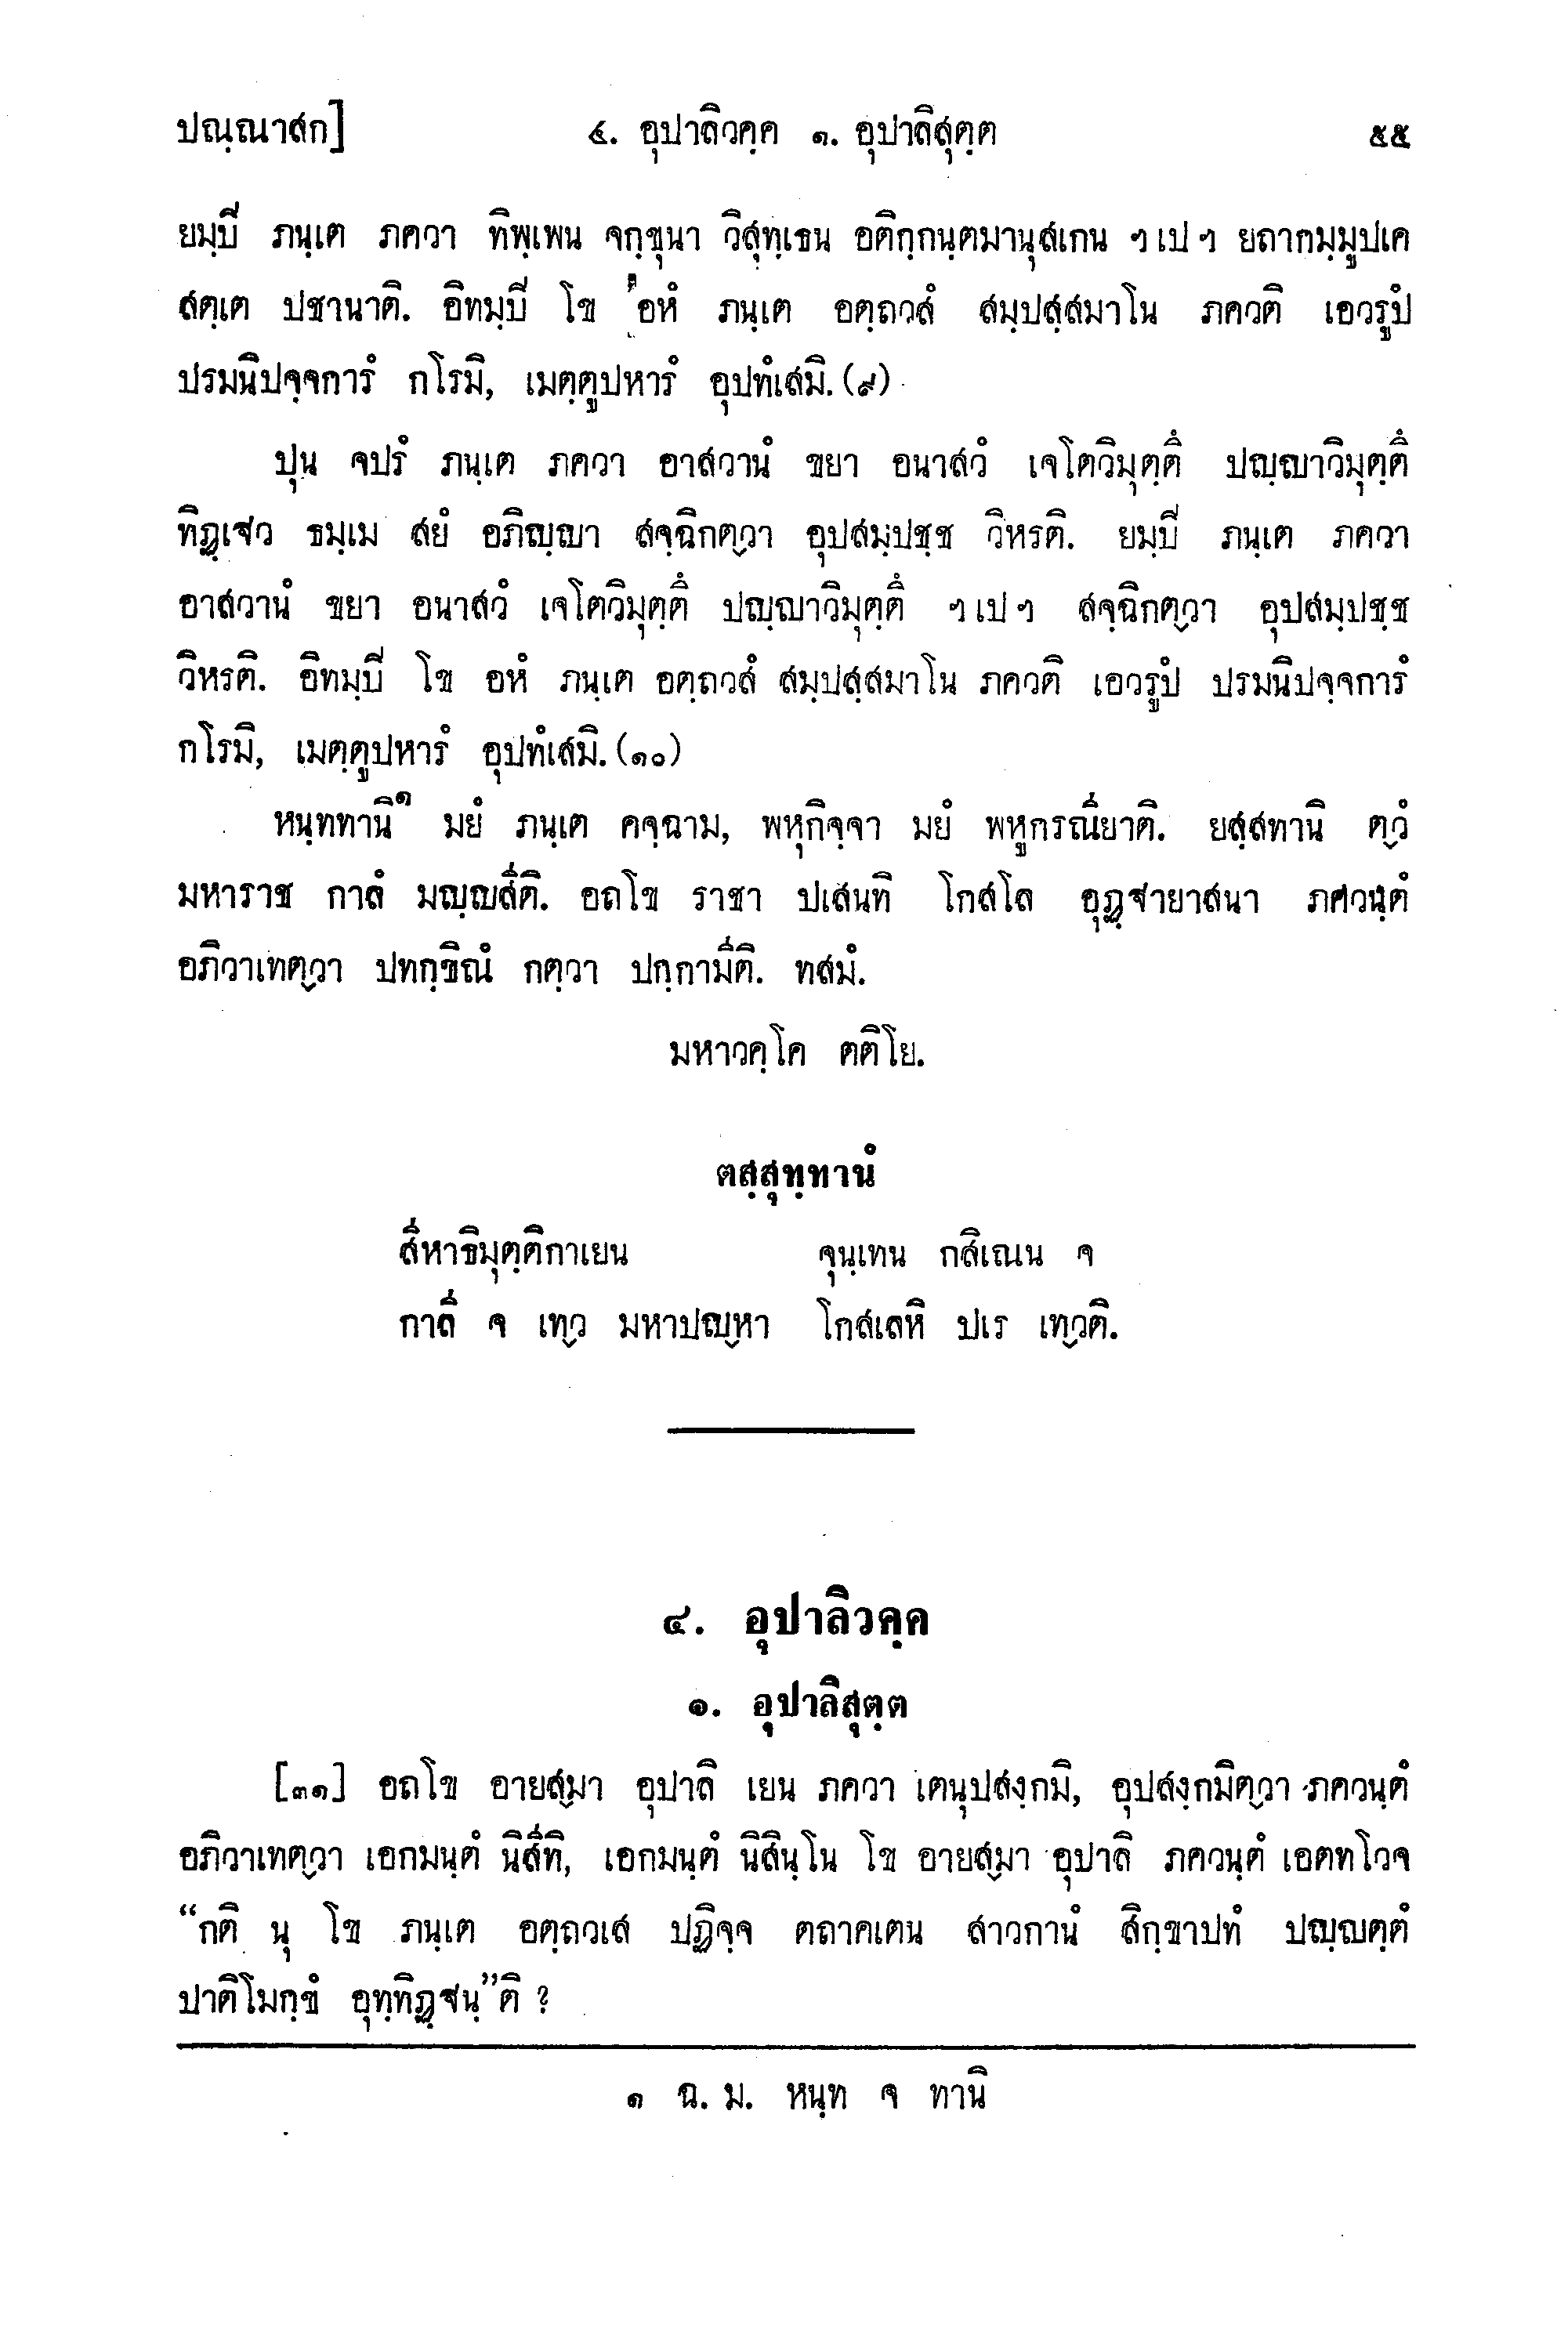 ปณฺณาสก] ๔. อุปาลิวคฺค ๑. อุปาลิสุตฺต ๕๕
ยมฺปิ ภนฺเต ภควา ทิพฺเพน จกฺขุนา วิสุทฺเธน อติกฺกนฺตมานุสเกน ฯ เป ฯ ยถากมฺมูปเค
สตฺเต ปชานาติ. อิทมฺปิ โข อหํ ภนฺเต อตฺถวสํ สมฺปสฺสมาโน ภควติ เอวรูปํ
ปรมนิปจฺจการํ กโรมิ, เมตฺตูปหารํ อุปทํเสมิ. (๙)
ปุน จปรํ ภนฺเต ภควา อาสวานํ ขยา อนาสวํ เจโตวิมุตฺตึ ปญฺญาวิมุตฺตึ
ทิฏฺเฐว ธมฺเม สยํ อภิญฺญา สจฺฉิกตฺวา อุปสมฺปชฺช วิหรติ. ยมฺปิ ภนฺเต ภควา
อาสวานํ ขยา อนาสวํ เจโตวิมุตฺตึ ปญฺญาวิมุตฺตึ ฯ เป ฯ สจฺฉิกตฺวา อุปสมฺปชฺช
วิหรติ. อิทมฺปิ โข อหํ ภนฺเต อตฺถวสํ สมฺปสฺสมาโน ภควติ เอวรูปํ ปรมนิปจฺจการํ
กโรมิ, เมตฺตูปหารํ อุปทํเสมิ. (๑๐)
หนฺททานิ๑ มยํ ภนฺเต คจฺฉาม, พหุกิจฺจา มยํ พหูกรณียาติ. ยสฺสทานิ ตฺวํ
มหาราช กาลํ มญฺญสีติ. อถโข ราชา ปเสนทิ โกสโล อุฏฺฐายาสนา ภควนฺตํ
อภิวาเทตฺวา ปทกฺขิณํ กตฺวา ปกฺกามีติ. ทสมํ.
มหาวคฺโค ตติโย.
ตสฺสุทฺทานํ
สีหาธิมุตฺติกาเยน จุนฺเทน กสิเณน จ
กาลี จ เทฺว มหาปญฺหา โกสเลหิ ปเร เทฺวติ.
๔. อุปาลิวคฺค
๑. อุปาลิสุตฺต
[๓๑] อถโข อายสฺมา อุปาลิ เยน ภควา เตนุปสงฺกมิ, อุปสงฺกมิตฺวา ภควนฺตํ
อภิวาเทตฺวา เอกมนฺตํ นิสีทิ, เอกมนฺตํ นิสินฺโน โข อายสฺมา อุปาลิ ภควนฺตํ เอตทโวจ
“กติ นุ โข ภนฺเต อตฺถวเส ปฏิจฺจ ตถาคเตน สาวกานํ สิกฺขาปทํ ปญฺญตฺตํ
ปาติโมกฺขํ อุทฺทิฏฺฐนฺ”ติ ?
๑ ฉ. ม. หนฺท จ ทานิ